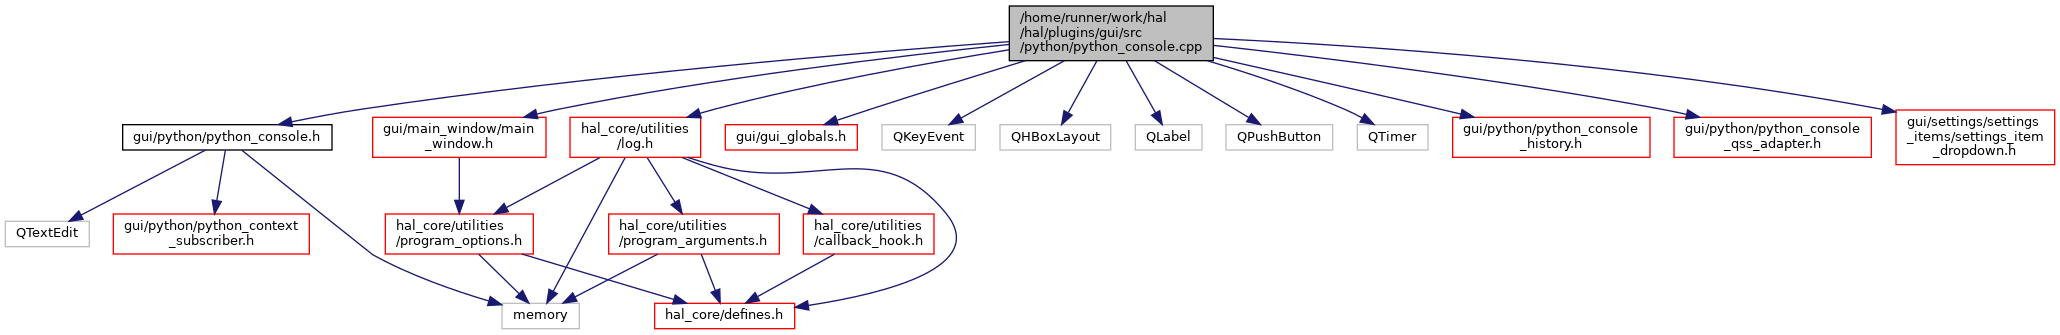 /home/runner/work/hal
/hal/plugins/gui/src
/python/python_console.cpp
gui/python/python_console.h
gui/main_window/main
_window.h
hal_core/utilities
/log.h
gui/gui_globals.h
QKeyEvent
QHBoxLayout
QLabel
QPushButton
QTimer
gui/python/python_console
_history.h
gui/python/python_console
_qss_adapter.h
gui/settings/settings
_items/settings_item
_dropdown.h
QTextEdit
gui/python/python_context
_subscriber.h
hal_core/utilities
/program_options.h
hal_core/utilities
/program_arguments.h
hal_core/utilities
/callback_hook.h
memory
hal_core/defines.h